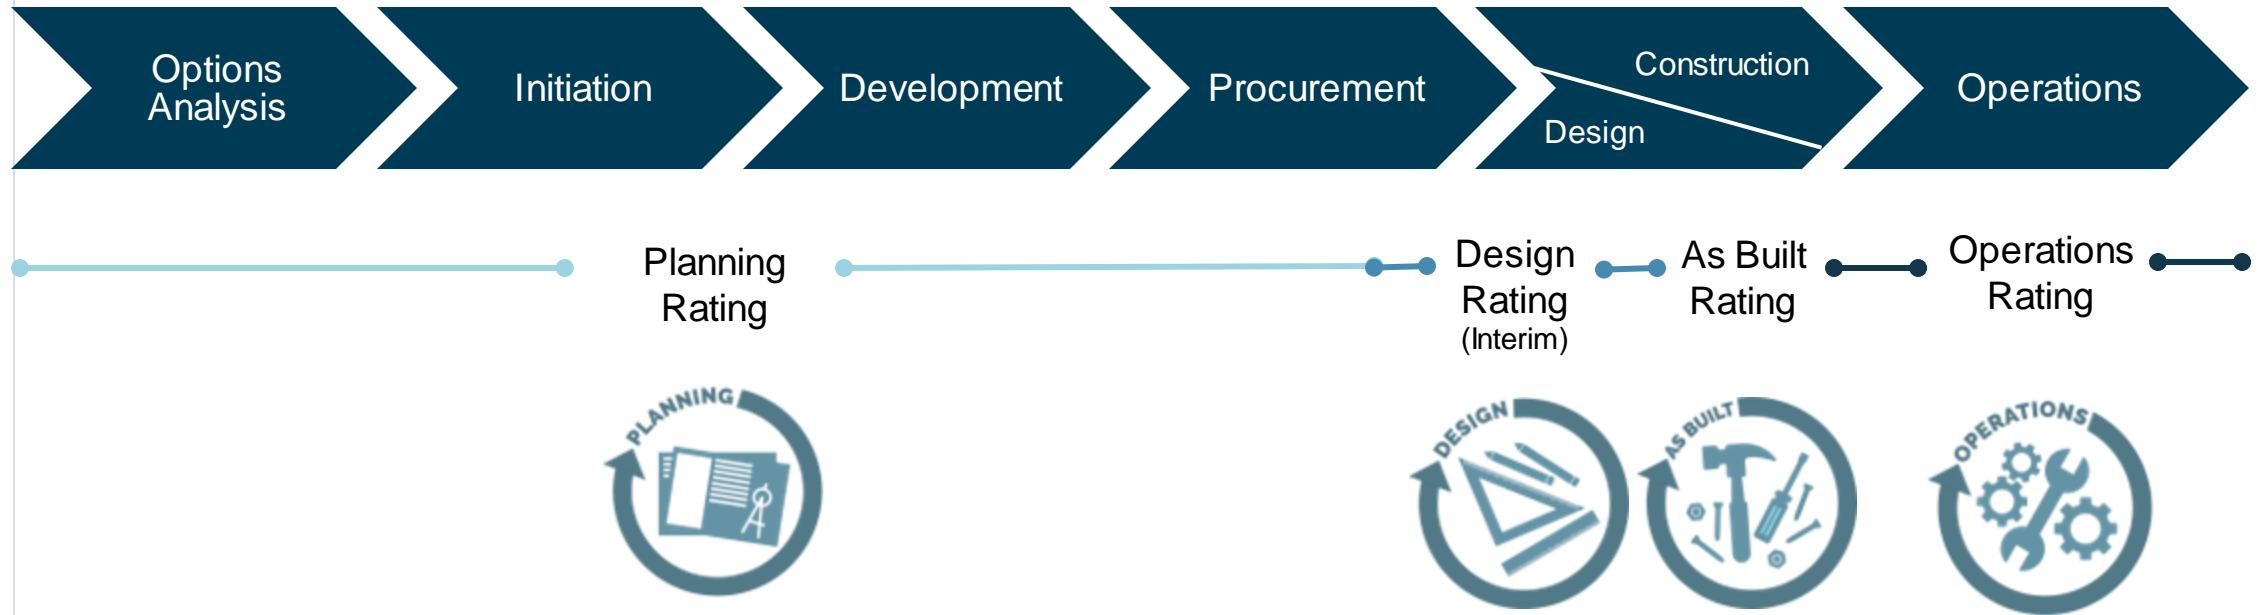 Options
Analysis
Initiation
Development
Procurement
Construction
Design
Operations
Planning
Rating
Design
Rating
(Interim)
As Built
Rating
Operations
Rating
PLANNING
DESIGN
AS BUILT
OPERATIONS